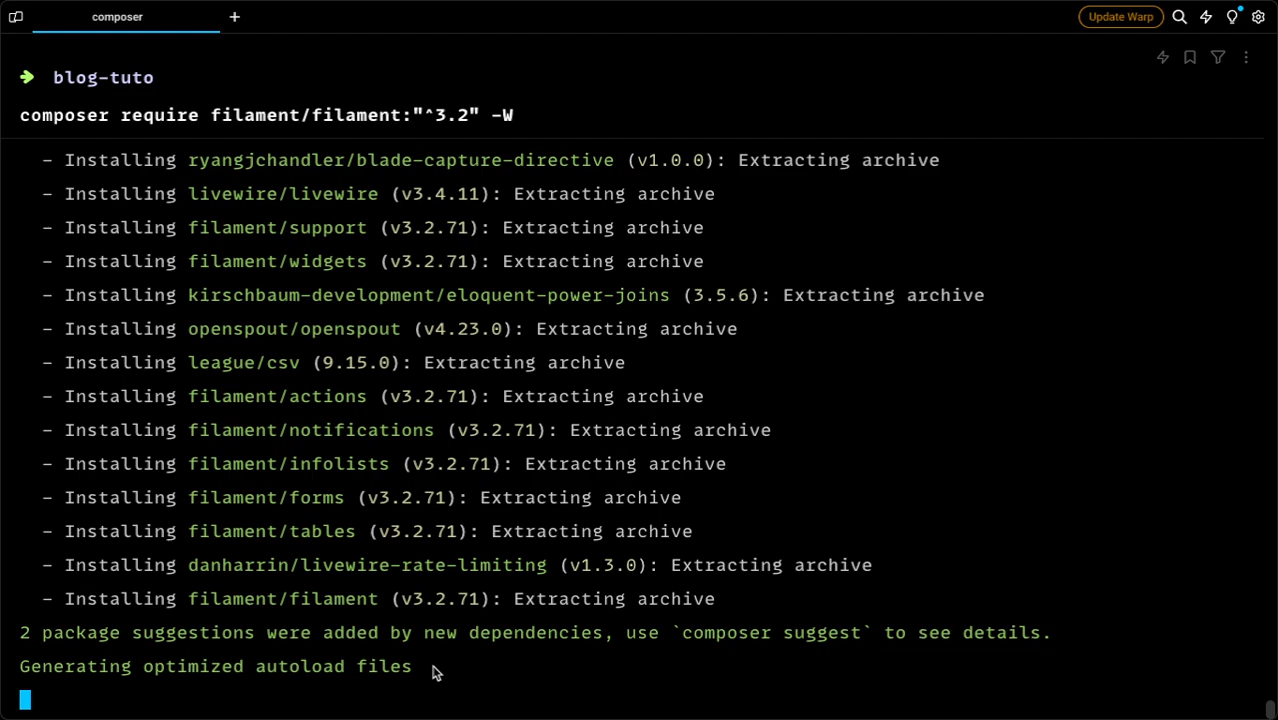 composer
+
Update Warp
blog-tuto
composer require filament/filament:"^3.2" -W
- Installing ryangjchandler/blade-capture-directive (v1.0.0): Extracting archive
- Installing livewire/livewire (v3.4.11): Extracting archive
- Installing filament/support (v3.2.71): Extracting archive
- Installing filament/widgets (v3.2.71): Extracting archive
- Installing kirschbaum-development/eloquent-power-joins (3.5.6): Extracting archive
- Installing openspout/openspout (v4.23.0): Extracting archive
- Installing league/csv (9.15.0): Extracting archive
- Installing filament/actions (v3.2.71): Extracting archive
- Installing filament/notifications (v3.2.71): Extracting archive
- Installing filament/infolists (v3.2.71): Extracting archive
- Installing filament/forms (v3.2.71): Extracting archive
- Installing filament/tables (v3.2.71): Extracting archive
- Installing danharrin/livewire-rate-limiting (v1.3.0): Extracting archive
- Installing filament/filament (v3.2.71): Extracting archive
2 package suggestions were added by new dependencies, use `composer suggest` to see details.
Generating optimized autoload files